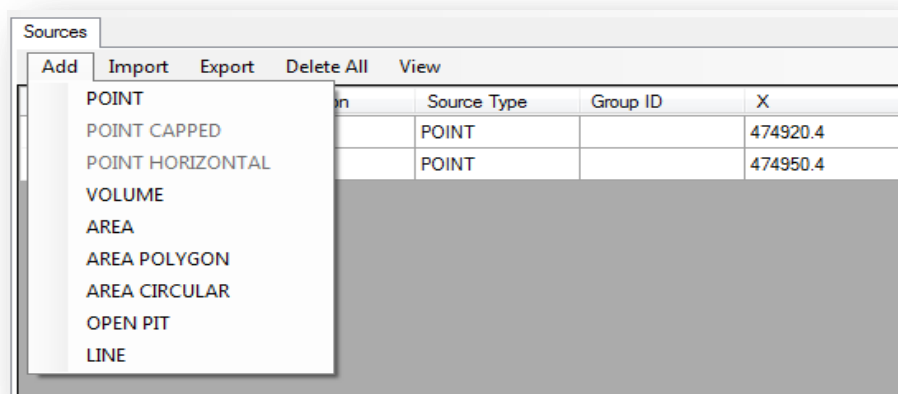 Sources
Add Import Export Delete All View
POINT on Source Type Group ID X
POINT CAPPED POINT 474920.4
POINT HORIZONTAL POINT 474950.4
VOLUME
AREA
AREA POLYGON
AREA CIRCULAR
OPEN PIT
LINE